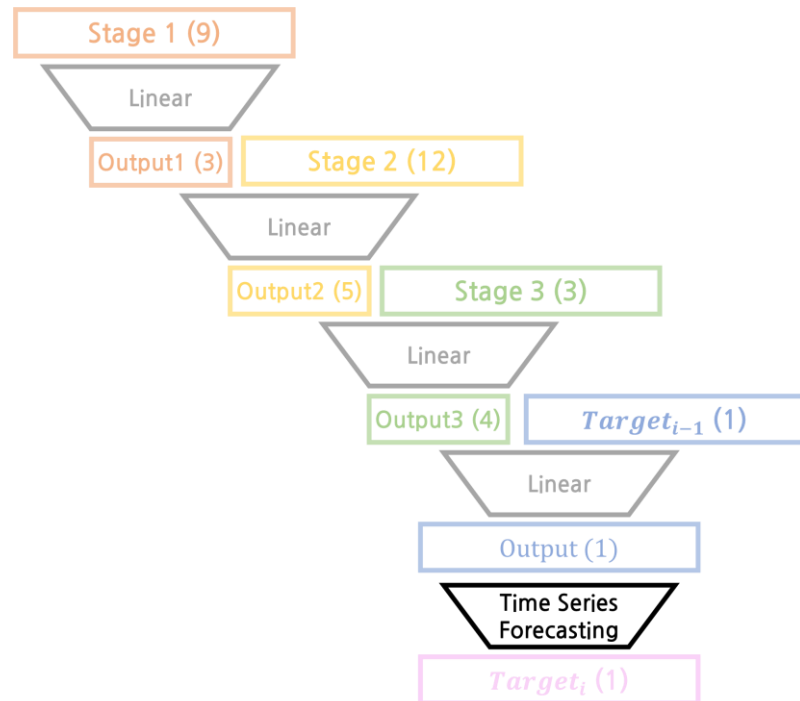 Stage 1 (9)
Linear
Output1 (3)
Stage 2 (12)
Linear
Output2 (5)
Stage 3 (3)
Linear
Output3 (4)
Target_{i-1} (1)
Linear
Output (1)
Time Series
Forecasting
Target_i (1)